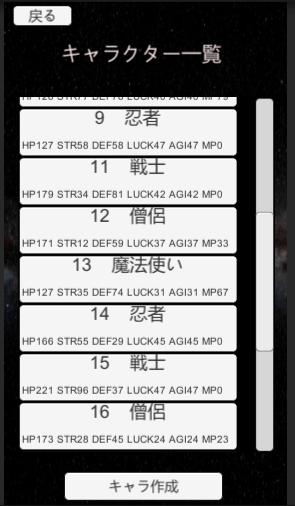 戻る
キャラクター一覧
9 忍者
HP127 STR58 DEF58 LUCK47 AGI47 MP0
11 戦士
HP179 STR34 DEF81 LUCK42 AGI42 MP0
12 僧侶
HP171 STR12 DEF59 LUCK37 AGI37 MP33
13 魔法使い
HP127 STR35 DEF74 LUCK31 AGI31 MP67
14 忍者
HP166 STR55 DEF29 LUCK45 AGI45 MP0
15 戦士
HP221 STR96 DEF37 LUCK47 AGI47 MP0
16 僧侶
HP173 STR28 DEF45 LUCK24 AGI24 MP23
キャラ作成